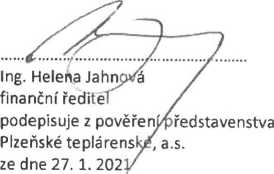 Ing. Helena Jahnová
finanční ředitel
podepisuje z pověření představenstva
Plzeňské teplárenské, a.s.
ze dne 27. 1. 2021